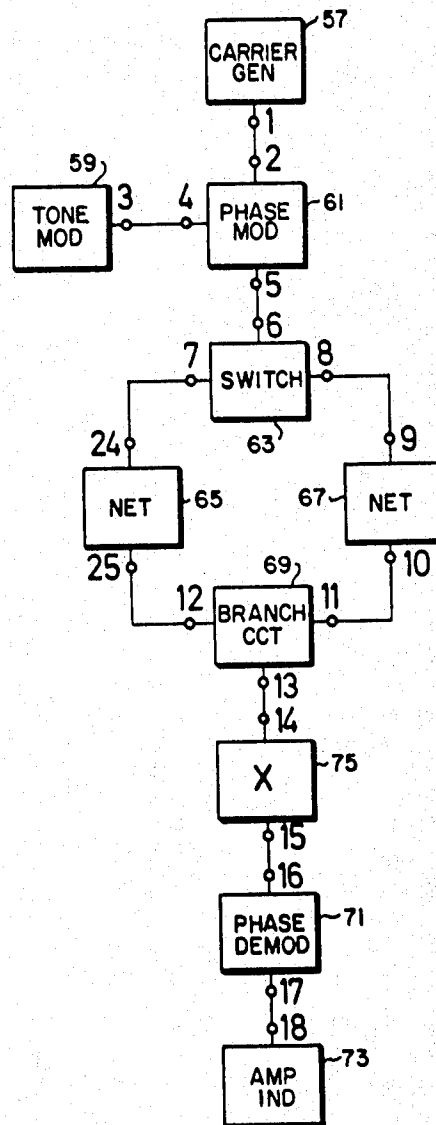 57
CARRIER
GEN
1
2
59
TONE
MOD
3
4
PHASE
MOD
61
5
6
7
SWITCH
8
63
24
9
NET
65
67
NET
25
10
69
12
BRANCH
CCT
11
13
14
X
75
15
16
PHASE
DEMOD
71
17
18
AMP
IND
73